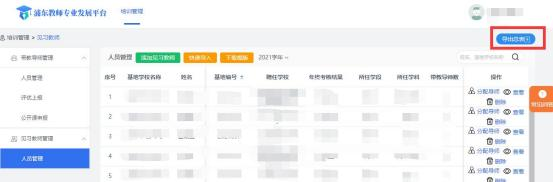 浦东教师专业发展平台 培训管理
培训管理 > 见习教师 导出总表
带教导师管理
人员管理
评优上报
公开课申报
见习教师管理
人员管理
人员管理 添加见习教师 快速导入 下载模板 2021学年
序号 基地学校名称 姓名 基地编号 聘任学校 年终考核结果 所任学段 所任学科 带教导师数 操作
1 分配导师 查看
删除
2 分配导师 查看
删除
3 分配导师 查看
删除
4 分配导师 查看
删除
5 分配导师 查看
删除